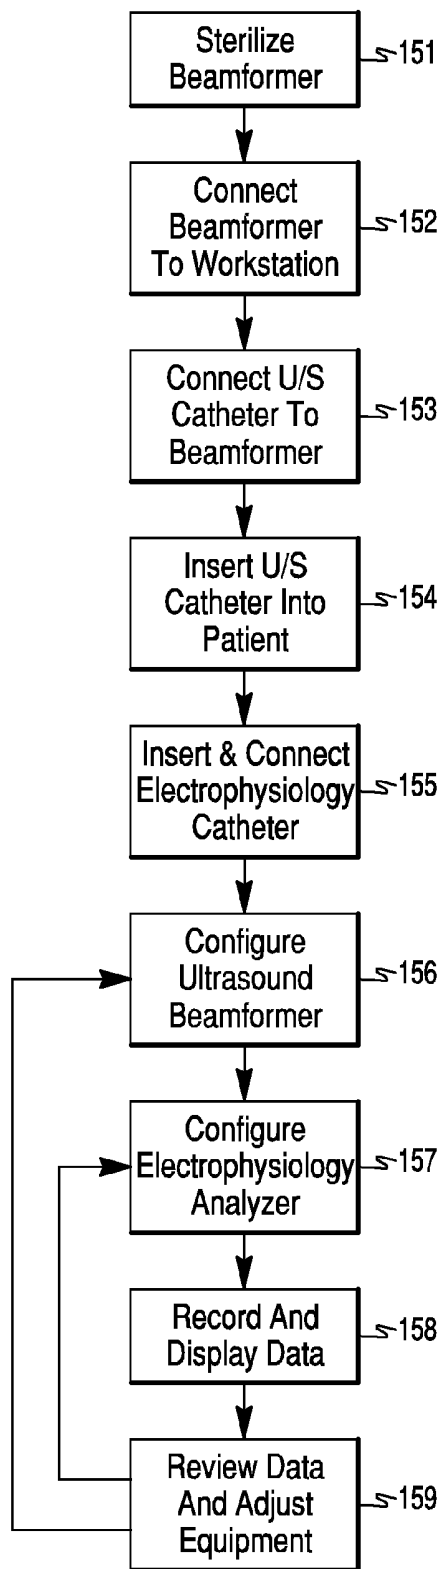 Sterilize
Beamformer
151
Connect
Beamformer
To Workstation
152
Connect U/S
Catheter To
Beamformer
153
Insert U/S
Catheter Into
Patient
154
Insert & Connect
Electrophysiology
Catheter
155
Configure
Ultrasound
Beamformer
156
Configure
Electrophysiology
Analyzer
157
Record And
Display Data
158
Review Data
And Adjust
Equipment
159